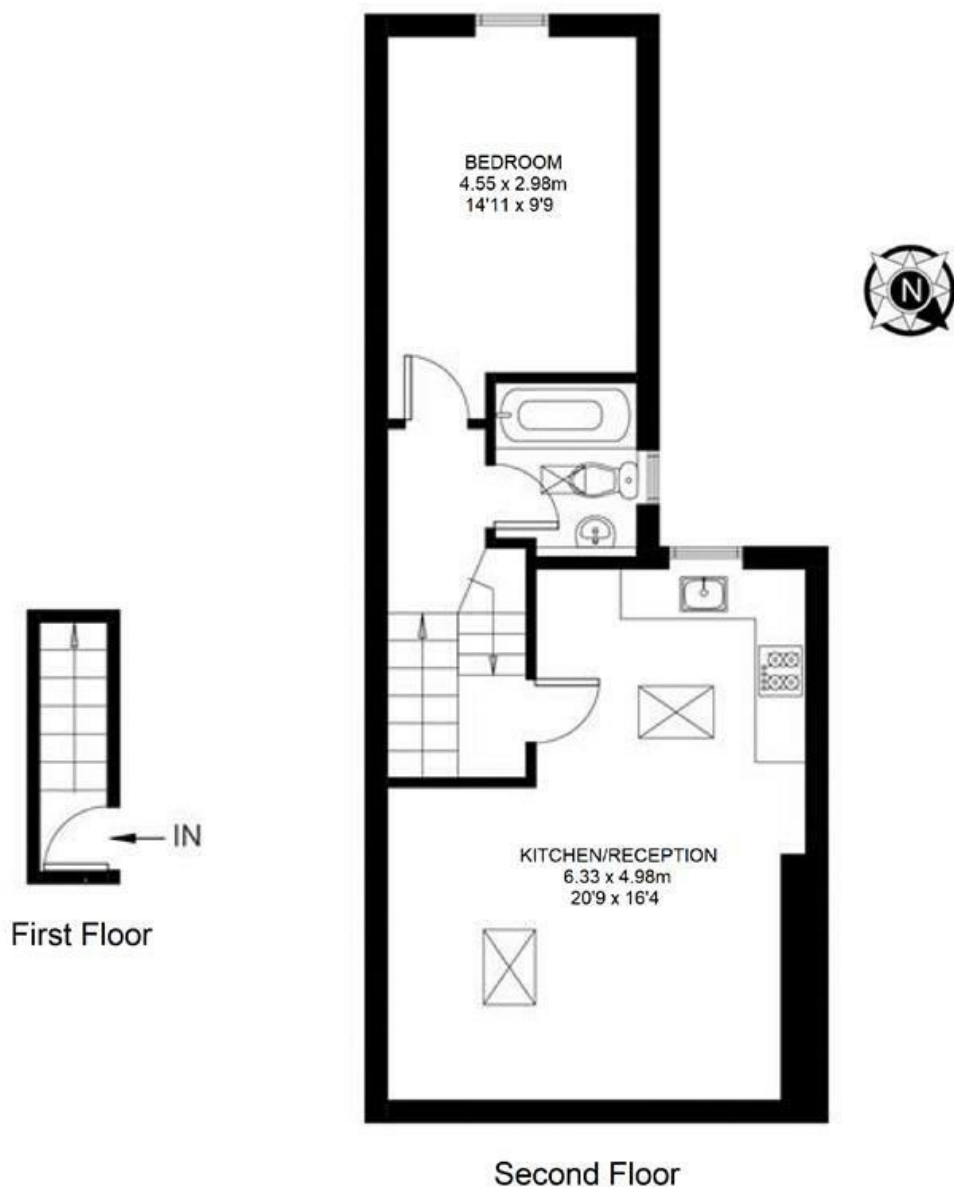 BEDROOM
4.55 x 2.98m
14'11 x 9'9
N
IN
KITCHEN/RECEPTION
6.33 x 4.98m
20'9 x 16'4
First Floor
Second Floor